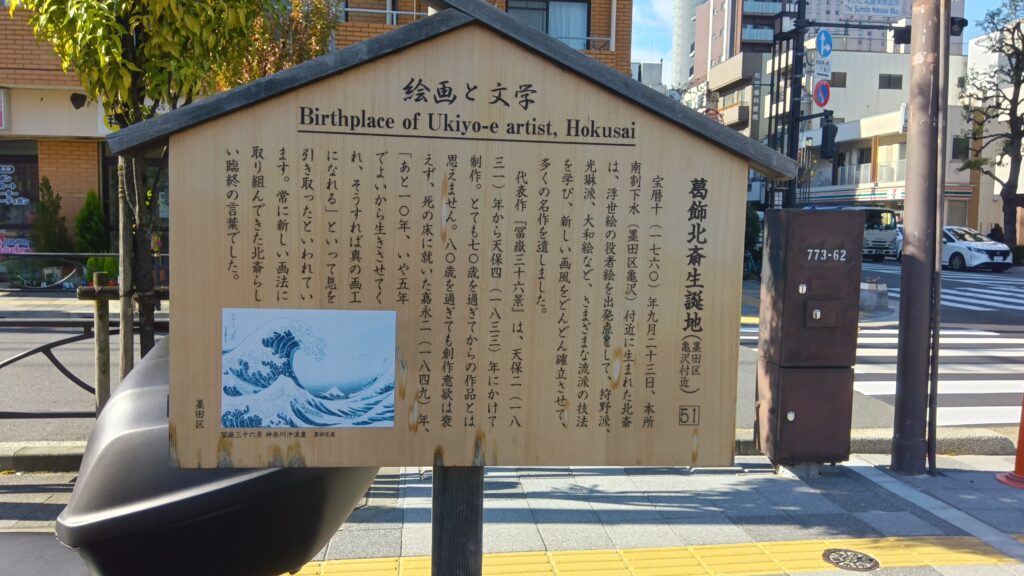 絵画と文学
Birthplace of Ukiyo-e artist, Hokusai
葛飾北斎生誕地(墨田区亀沢付近)
51
宝暦十(一七六〇)年九月二十三日、本所
南割下水(墨田区亀沢)付近に生まれた北斎
は、浮世絵の役者絵を出発点として、狩野派、
光琳派、大和絵など、さまざまな流派の技法
を学び、新しい画風をどんどん確立させて、
多くの名作を遺しました。
代表作『冨嶽三十六景』は、天保二(一八
三一)年から天保四(一八三三)年にかけて
制作。とても七〇歳を過ぎてからの作品とは
思えません。八〇歳を過ぎても創作意欲は衰
えず、死の床に就いた嘉永二(一八四九)年、
「あと一〇年、いや五年
でよいから生きさせてく
れ、そうすれば真の画工
になれる」といって息を
引き取ったといわれてい
ます。常に新しい画法に
取り組んできた北斎らし
い臨終の言葉でした。
冨嶽三十六景 神奈川沖浪裏
墨田区
773-62